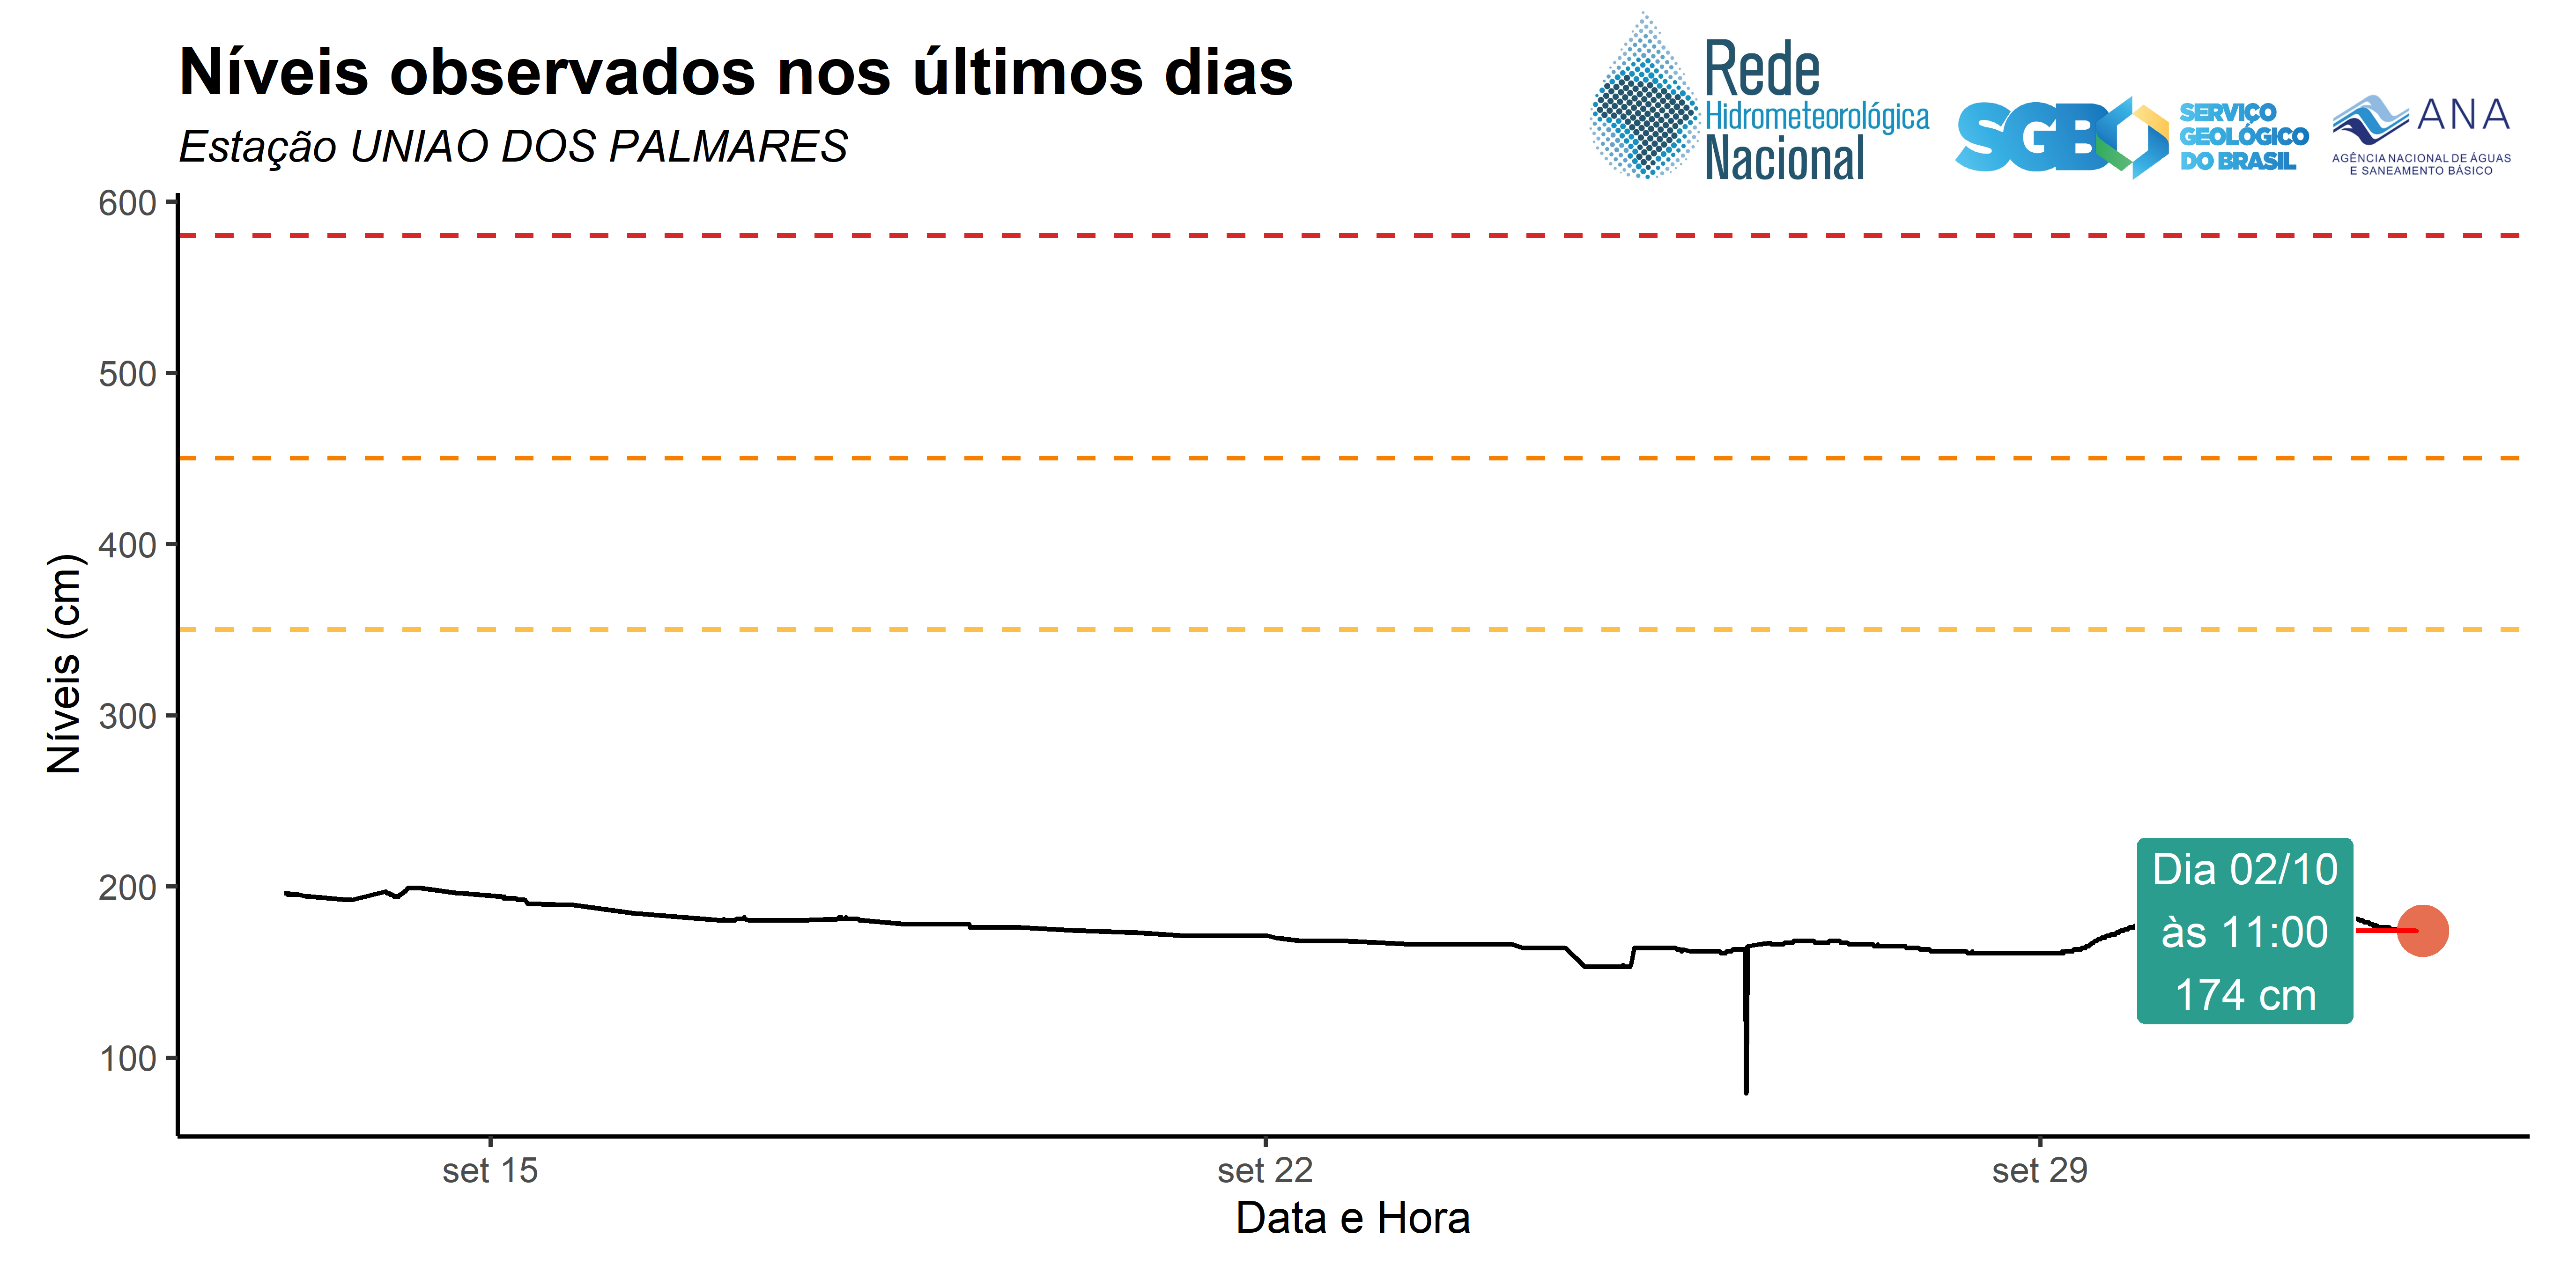 Níveis observados nos últimos dias
Estação UNIAO DOS PALMARES
Rede
Hidrometeorológica
Nacional
SGB
SERVIÇO
GEOLÓGICO
DO BRASIL
ANA
AGÊNCIA NACIONAL DE ÁGUAS
E SANEAMENTO BÁSICO
Níveis (cm)
600
500
400
300
200
100
Dia 02/10
às 11:00
174 cm
set 15
set 22
set 29
Data e Hora